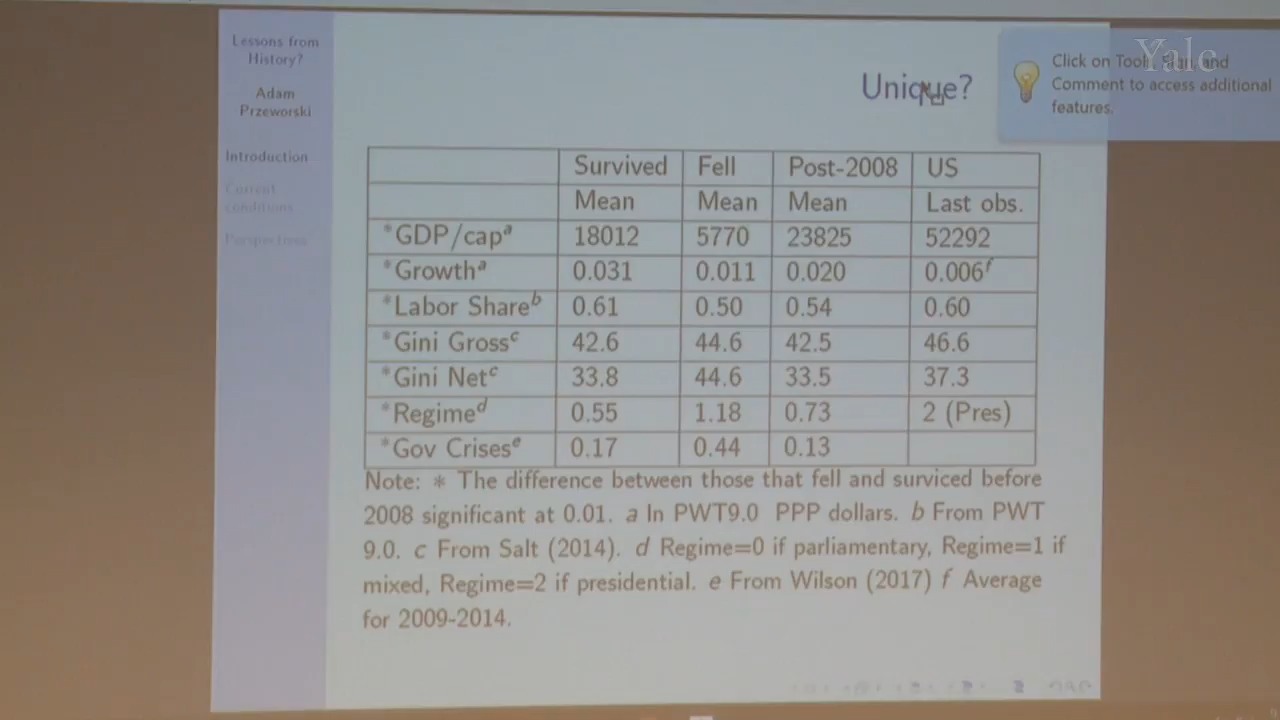 Lessons from
History?
Adam
Przeworski
Introduction
Current
conditions
Perspectives
Unique?
Yale
Click on Tools, Sign, and
Comment to access additional
features.
Survived Fell Post-2008 US
Mean Mean Mean Last obs.
*GDP/capᵃ 18012 5770 23825 52292
*Growthᵃ 0.031 0.011 0.020 0.006ᶠ
*Labor Shareᵇ 0.61 0.50 0.54 0.60
*Gini Grossᶜ 42.6 44.6 42.5 46.6
*Gini Netᶜ 33.8 44.6 33.5 37.3
*Regimeᵈ 0.55 1.18 0.73 2 (Pres)
*Gov Crisesᵉ 0.17 0.44 0.13
Note: * The difference between those that fell and surviced before
2008 significant at 0.01. a In PWT9.0 PPP dollars. b From PWT
9.0. c From Salt (2014). d Regime=0 if parliamentary, Regime=1 if
mixed, Regime=2 if presidential. e From Wilson (2017) f Average
for 2009-2014.